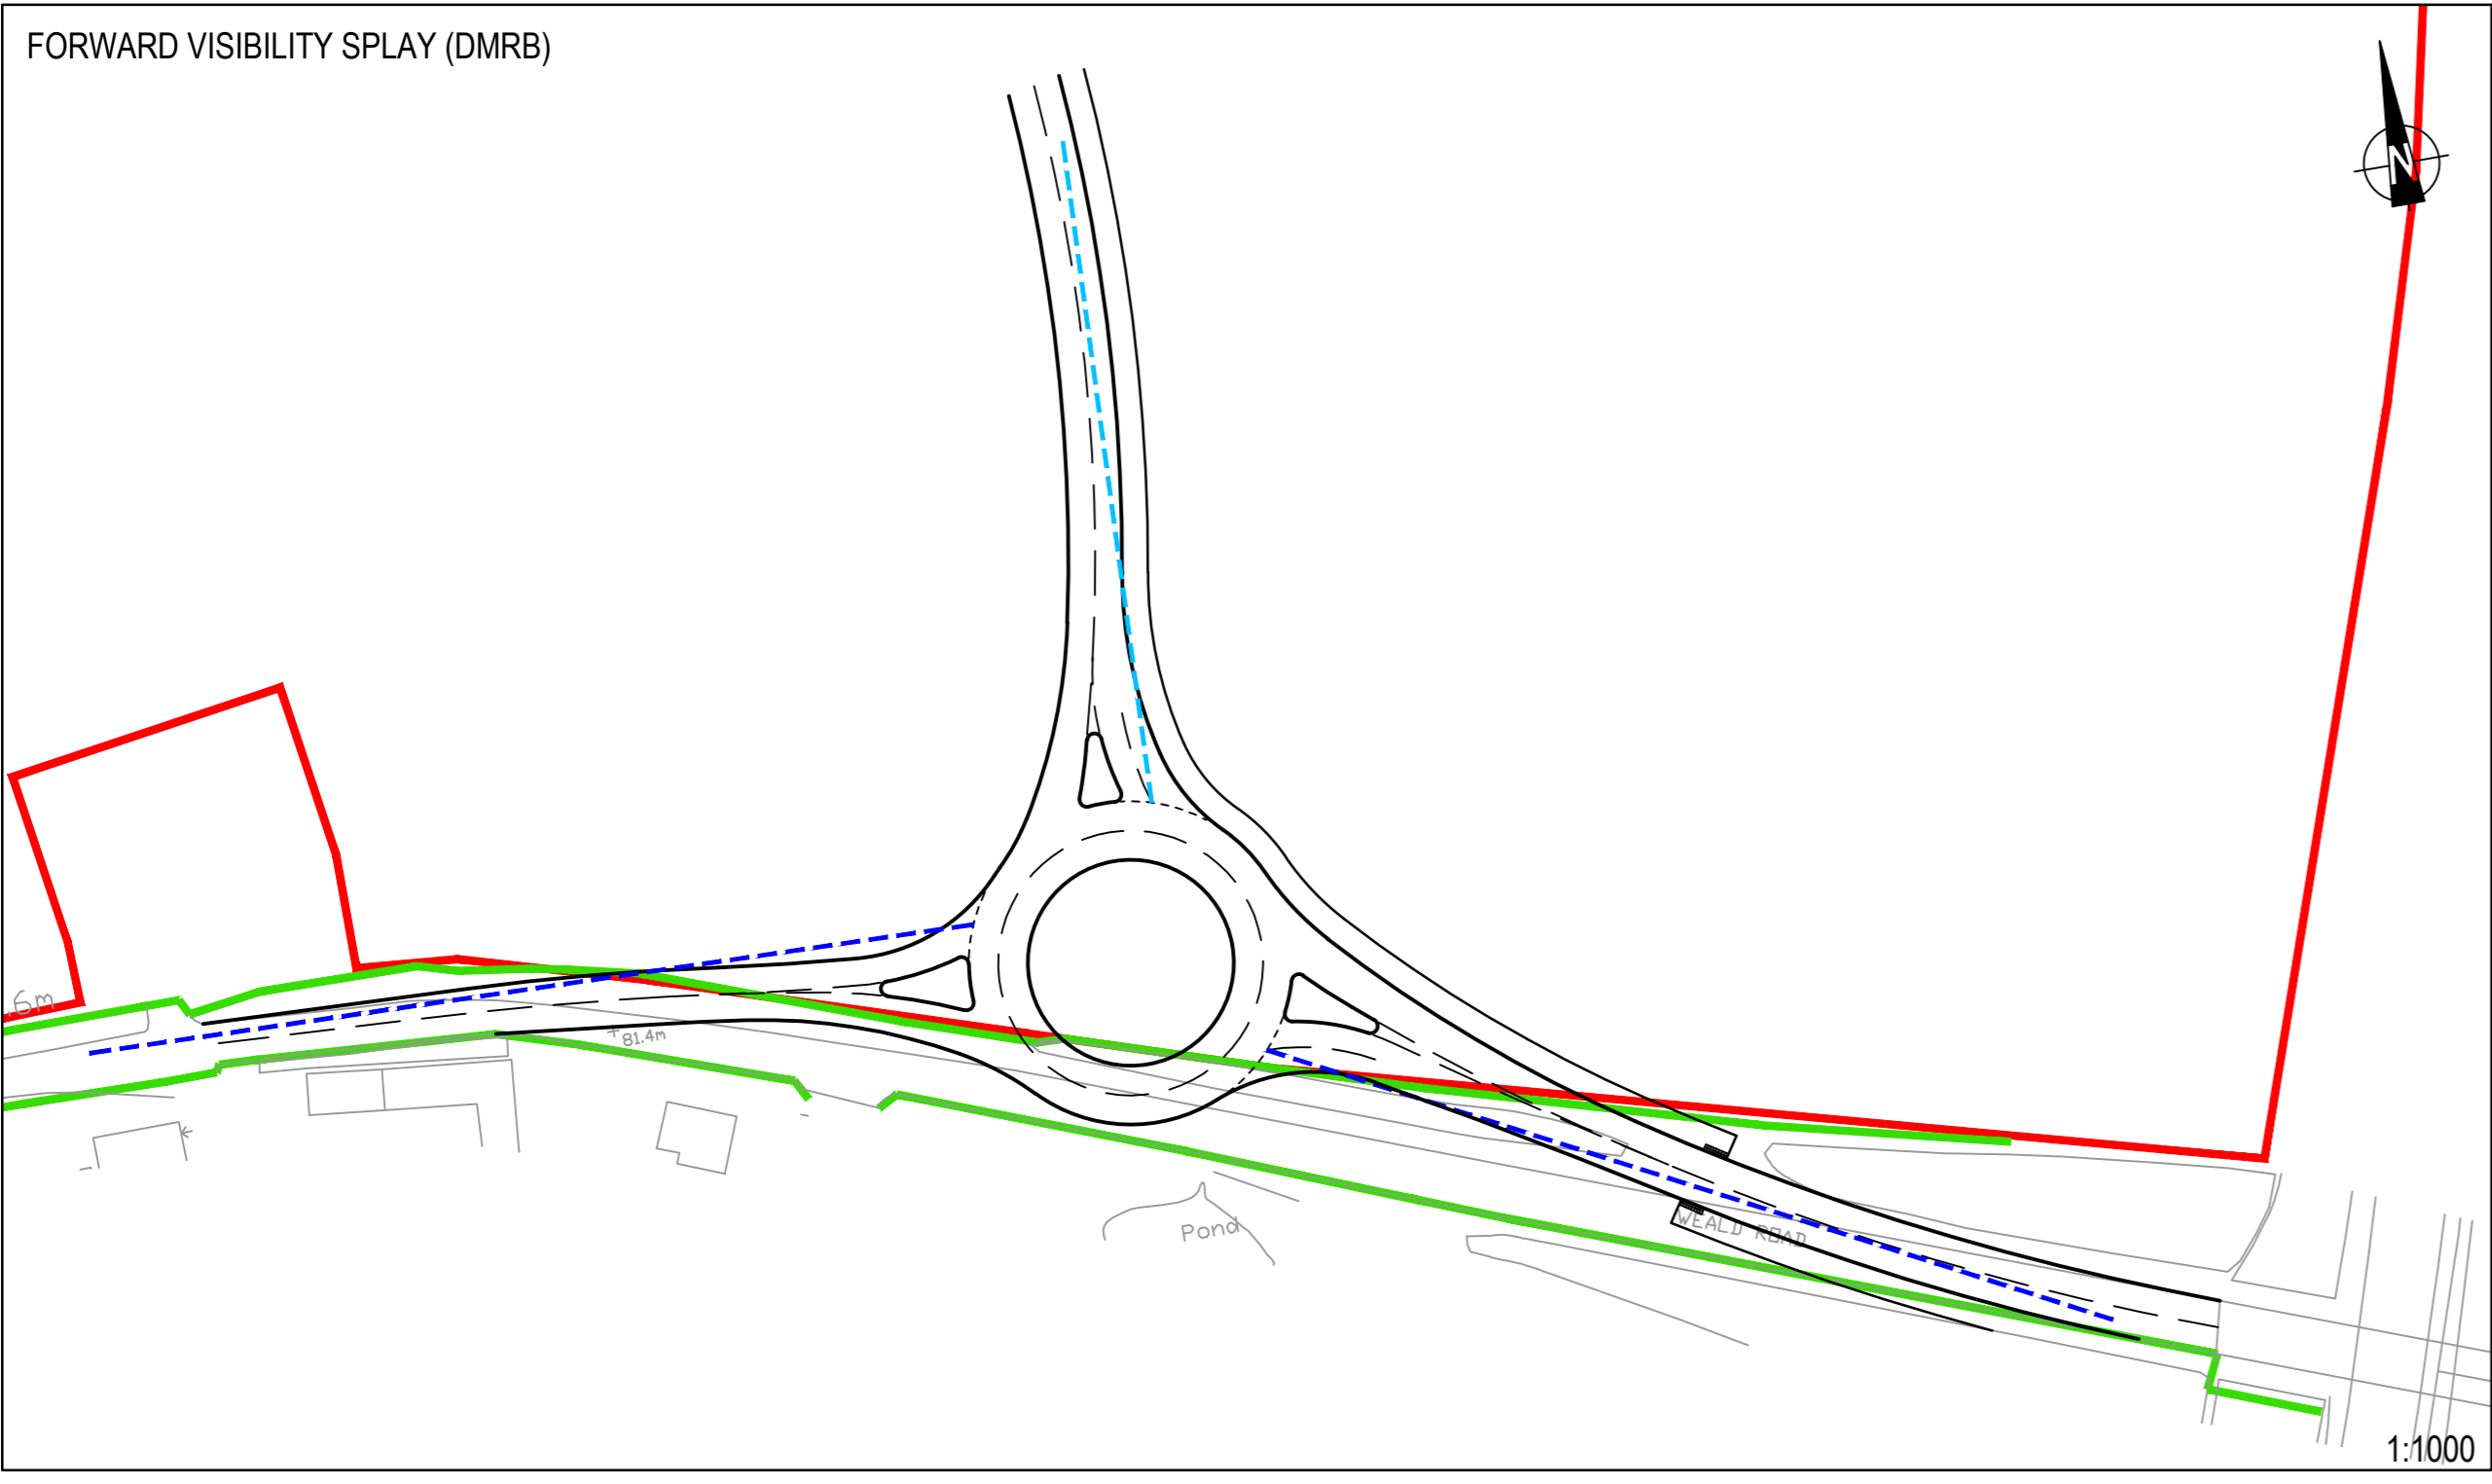 FORWARD VISIBILITY SPLAY (DMRB)
N
.6m
81.4m
Pond
WEALD ROAD
1:1000